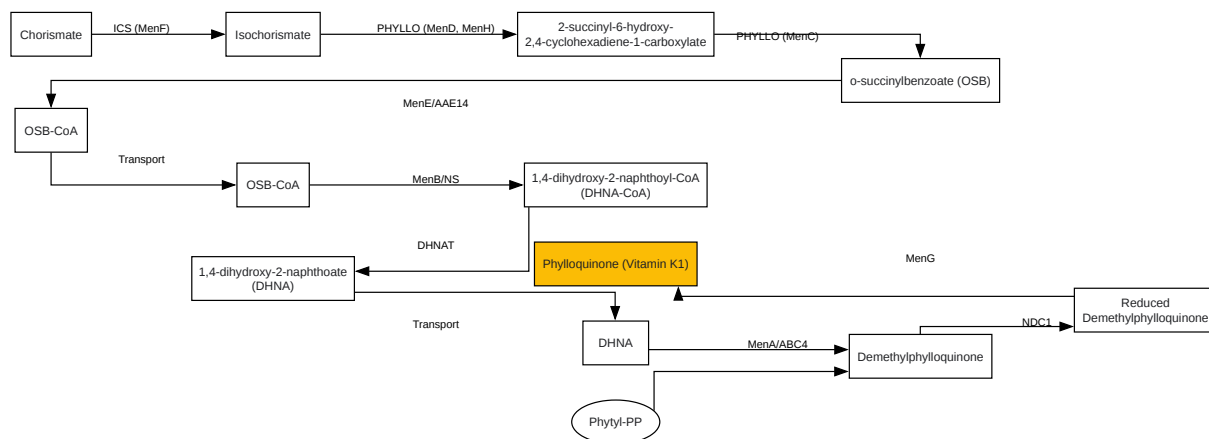 Chorismate
ICS (MenF)
Isochorismate
PHYLLO (MenD, MenH)
2-succinyl-6-hydroxy-
2,4-cyclohexadiene-1-carboxylate
PHYLLO (MenC)
o-succinylbenzoate (OSB)
MenE/AAE14
OSB-CoA
Transport
OSB-CoA
MenB/NS
1,4-dihydroxy-2-naphthoyl-CoA
(DHNA-CoA)
DHNAT
1,4-dihydroxy-2-naphthoate
(DHNA)
Phylloquinone (Vitamin K1)
MenG
Reduced
Demethylphylloquinone
Transport
NDC1
DHNA
MenA/ABC4
Demethylphylloquinone
Phytyl-PP